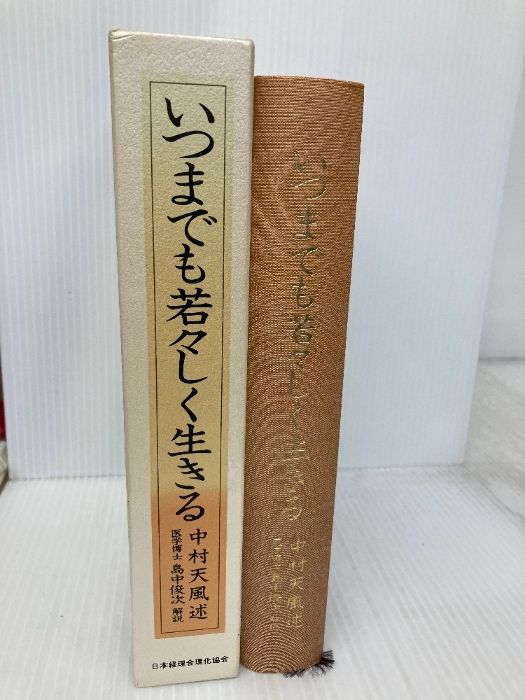 いつまでも若々しく生きる
中村天風述
医学博士 島中俊次 解説
日本経理合理化協会
いつまでも若々しく生きる
中村天風述